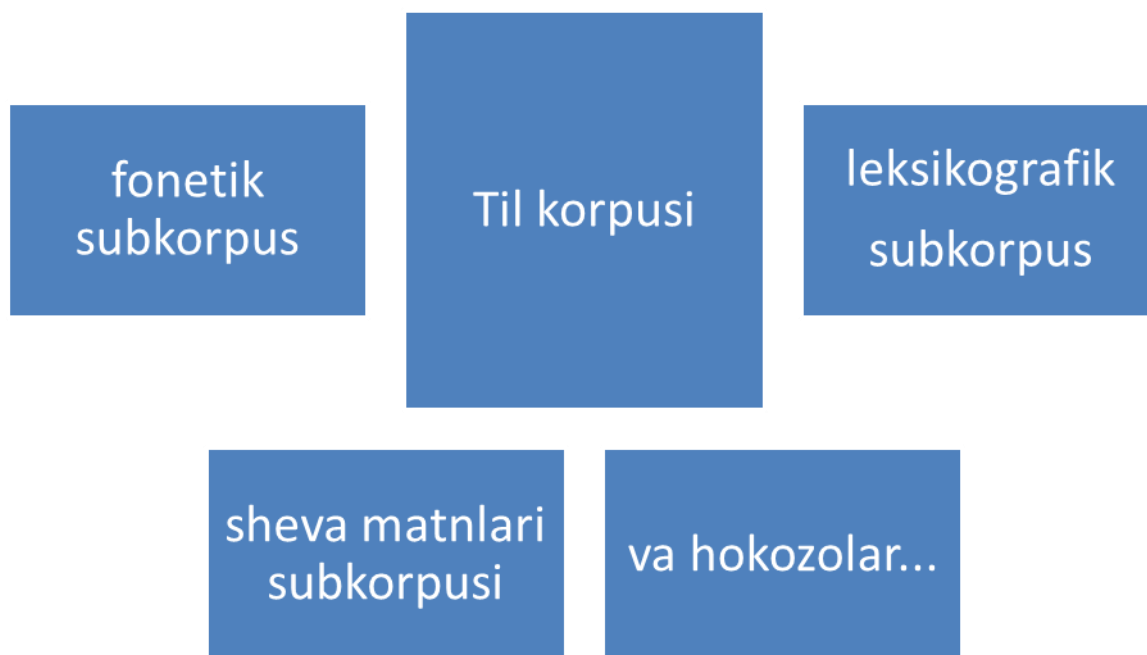 fonetik
subkorpus
Til korpusi
leksikografik
subkorpus
sheva matnlari
subkorpusi
va hokozolar...